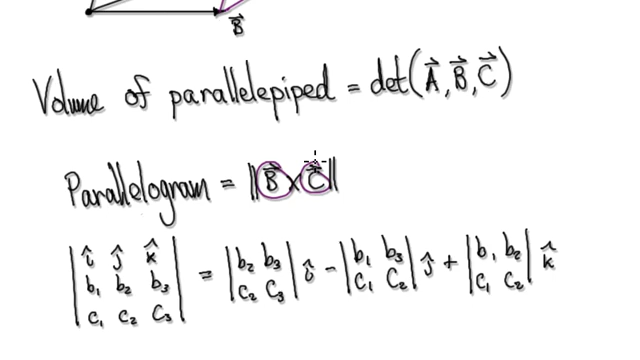 B⃗
Volume of parallelepiped = det(A⃗, B⃗, C⃗)
Parallelogram = ||B⃗ × C⃗||
|î ĵ k̂| = |b₂ b₃| î - |b₁ b₃| ĵ + |b₁ b₂| k̂
|b₁ b₂ b₃| |c₂ c₃| |c₁ c₂| |c₁ c₂|
|c₁ c₂ c₃|